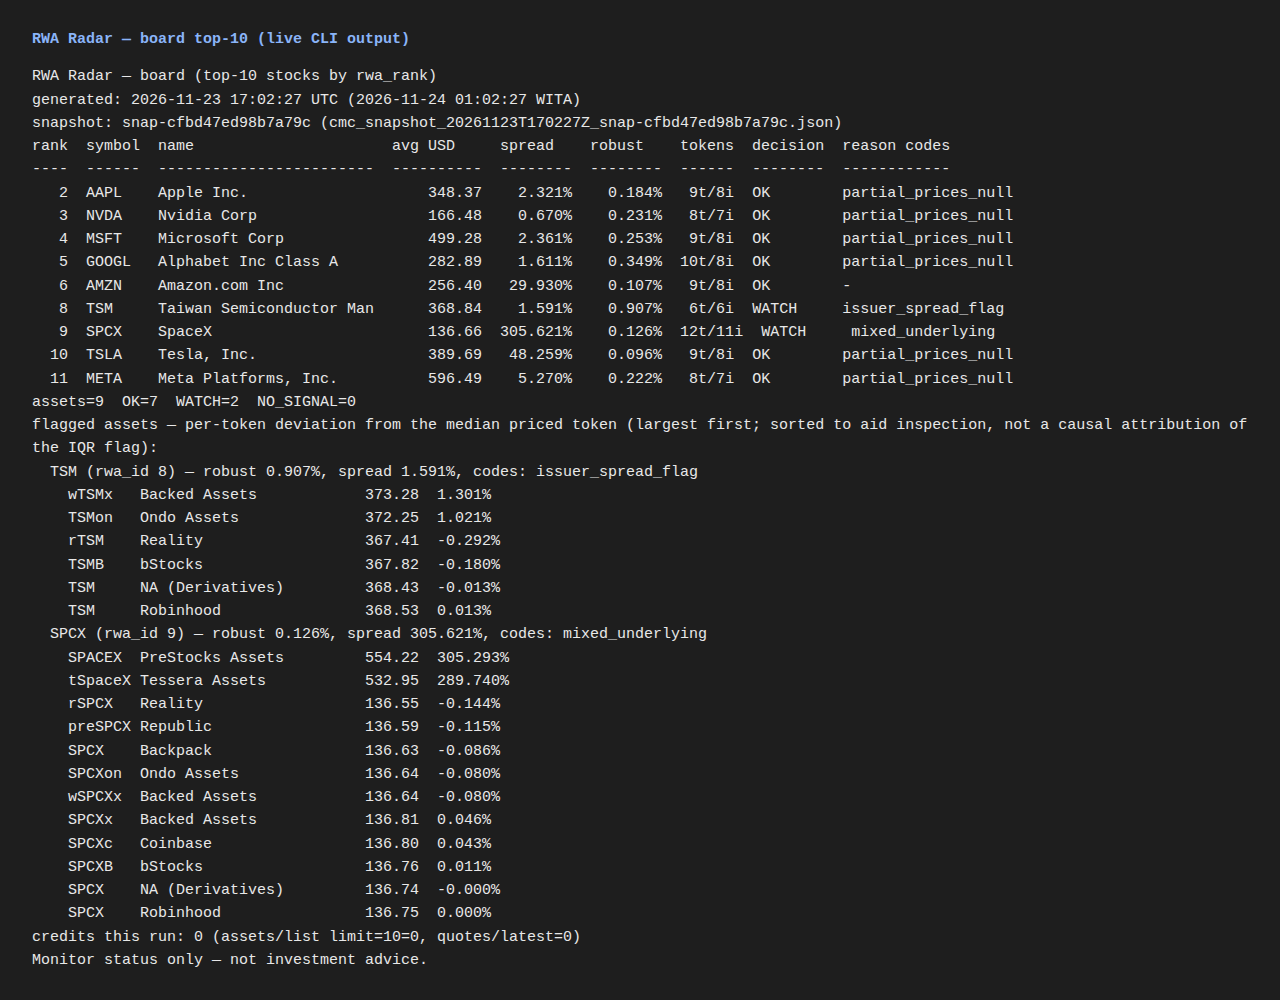 RWA Radar — board top-10 (live CLI output)
RWA Radar — board (top-10 stocks by rwa_rank)
generated: 2026-11-23 17:02:27 UTC (2026-11-24 01:02:27 WITA)
snapshot: snap-cfbd47ed98b7a79c (cmc_snapshot_20261123T170227Z_snap-cfbd47ed98b7a79c.json)
rank  symbol  name                      avg USD     spread    robust    tokens  decision  reason codes
----  ------  ------------------------  ----------  --------  --------  ------  --------  ------------
   2  AAPL    Apple Inc.                    348.37    2.321%    0.184%   9t/8i  OK        partial_prices_null
   3  NVDA    Nvidia Corp                   166.48    0.670%    0.231%   8t/7i  OK        partial_prices_null
   4  MSFT    Microsoft Corp                499.28    2.361%    0.253%   9t/8i  OK        partial_prices_null
   5  GOOGL   Alphabet Inc Class A          282.89    1.611%    0.349%  10t/8i  OK        partial_prices_null
   6  AMZN    Amazon.com Inc                256.40   29.930%    0.107%   9t/8i  OK        -
   8  TSM     Taiwan Semiconductor Man      368.84    1.591%    0.907%   6t/6i  WATCH     issuer_spread_flag
   9  SPCX    SpaceX                        136.66  305.621%    0.126%  12t/11i  WATCH     mixed_underlying
  10  TSLA    Tesla, Inc.                   389.69   48.259%    0.096%   9t/8i  OK        partial_prices_null
  11  META    Meta Platforms, Inc.          596.49    5.270%    0.222%   8t/7i  OK        partial_prices_null
assets=9  OK=7  WATCH=2  NO_SIGNAL=0
flagged assets — per-token deviation from the median priced token (largest first; sorted to aid inspection, not a causal attribution of
the IQR flag):
  TSM (rwa_id 8) — robust 0.907%, spread 1.591%, codes: issuer_spread_flag
    wTSMx   Backed Assets            373.28  1.301%
    TSMon   Ondo Assets              372.25  1.021%
    rTSM    Reality                  367.41  -0.292%
    TSMB    bStocks                  367.82  -0.180%
    TSM     NA (Derivatives)         368.43  -0.013%
    TSM     Robinhood                368.53  0.013%
  SPCX (rwa_id 9) — robust 0.126%, spread 305.621%, codes: mixed_underlying
    SPACEX  PreStocks Assets         554.22  305.293%
    tSpaceX Tessera Assets           532.95  289.740%
    rSPCX   Reality                  136.55  -0.144%
    preSPCX Republic                 136.59  -0.115%
    SPCX    Backpack                 136.63  -0.086%
    SPCXon  Ondo Assets              136.64  -0.080%
    wSPCXx  Backed Assets            136.64  -0.080%
    SPCXx   Backed Assets            136.81  0.046%
    SPCXc   Coinbase                 136.80  0.043%
    SPCXB   bStocks                  136.76  0.011%
    SPCX    NA (Derivatives)         136.74  -0.000%
    SPCX    Robinhood                136.75  0.000%
credits this run: 0 (assets/list limit=10=0, quotes/latest=0)
Monitor status only — not investment advice.